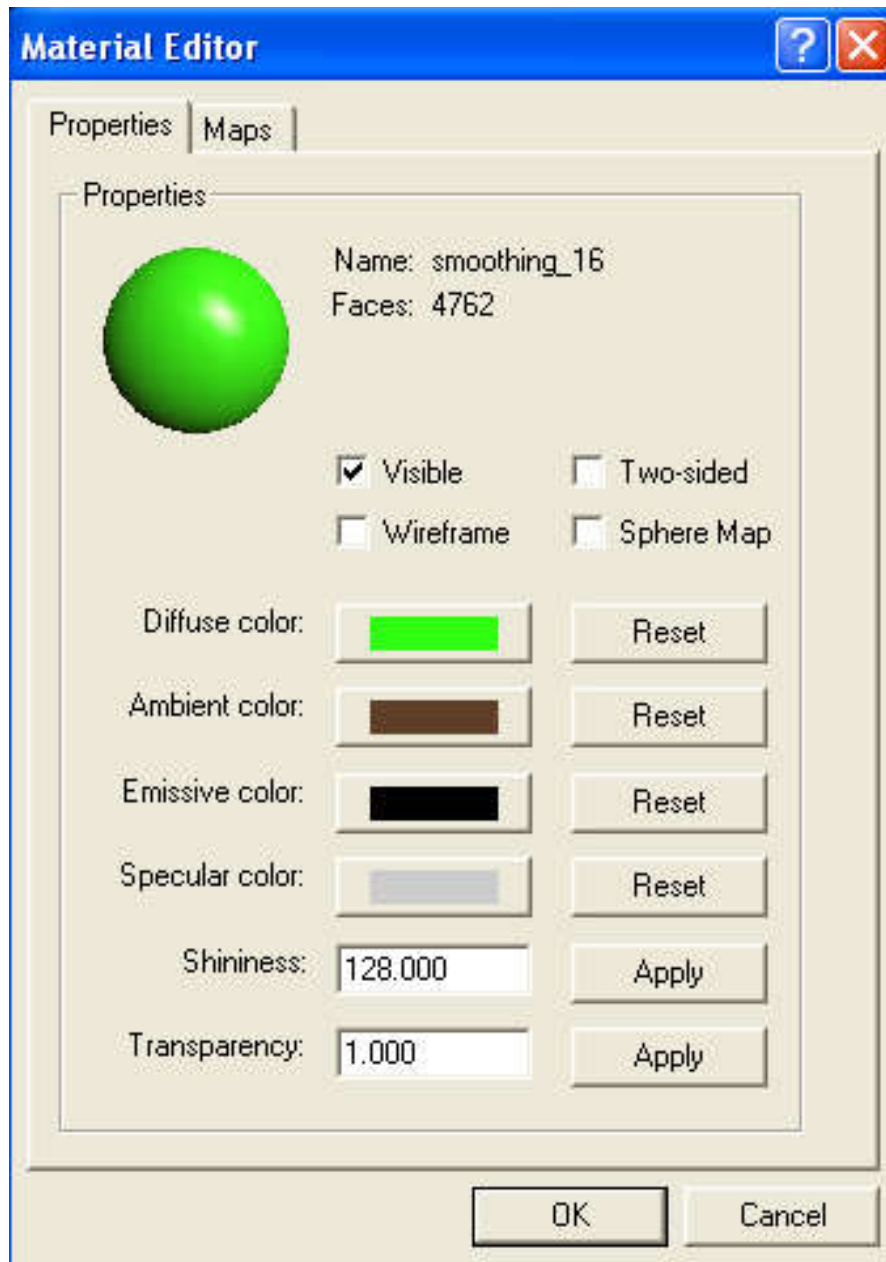 Material Editor
?
Properties Maps
Properties
Name: smoothing_16
Faces: 4762
Visible Two-sided
Wireframe Sphere Map
Diffuse color: Reset
Ambient color: Reset
Emissive color: Reset
Specular color: Reset
Shininess: 128.000 Apply
Transparency: 1.000 Apply
OK Cancel